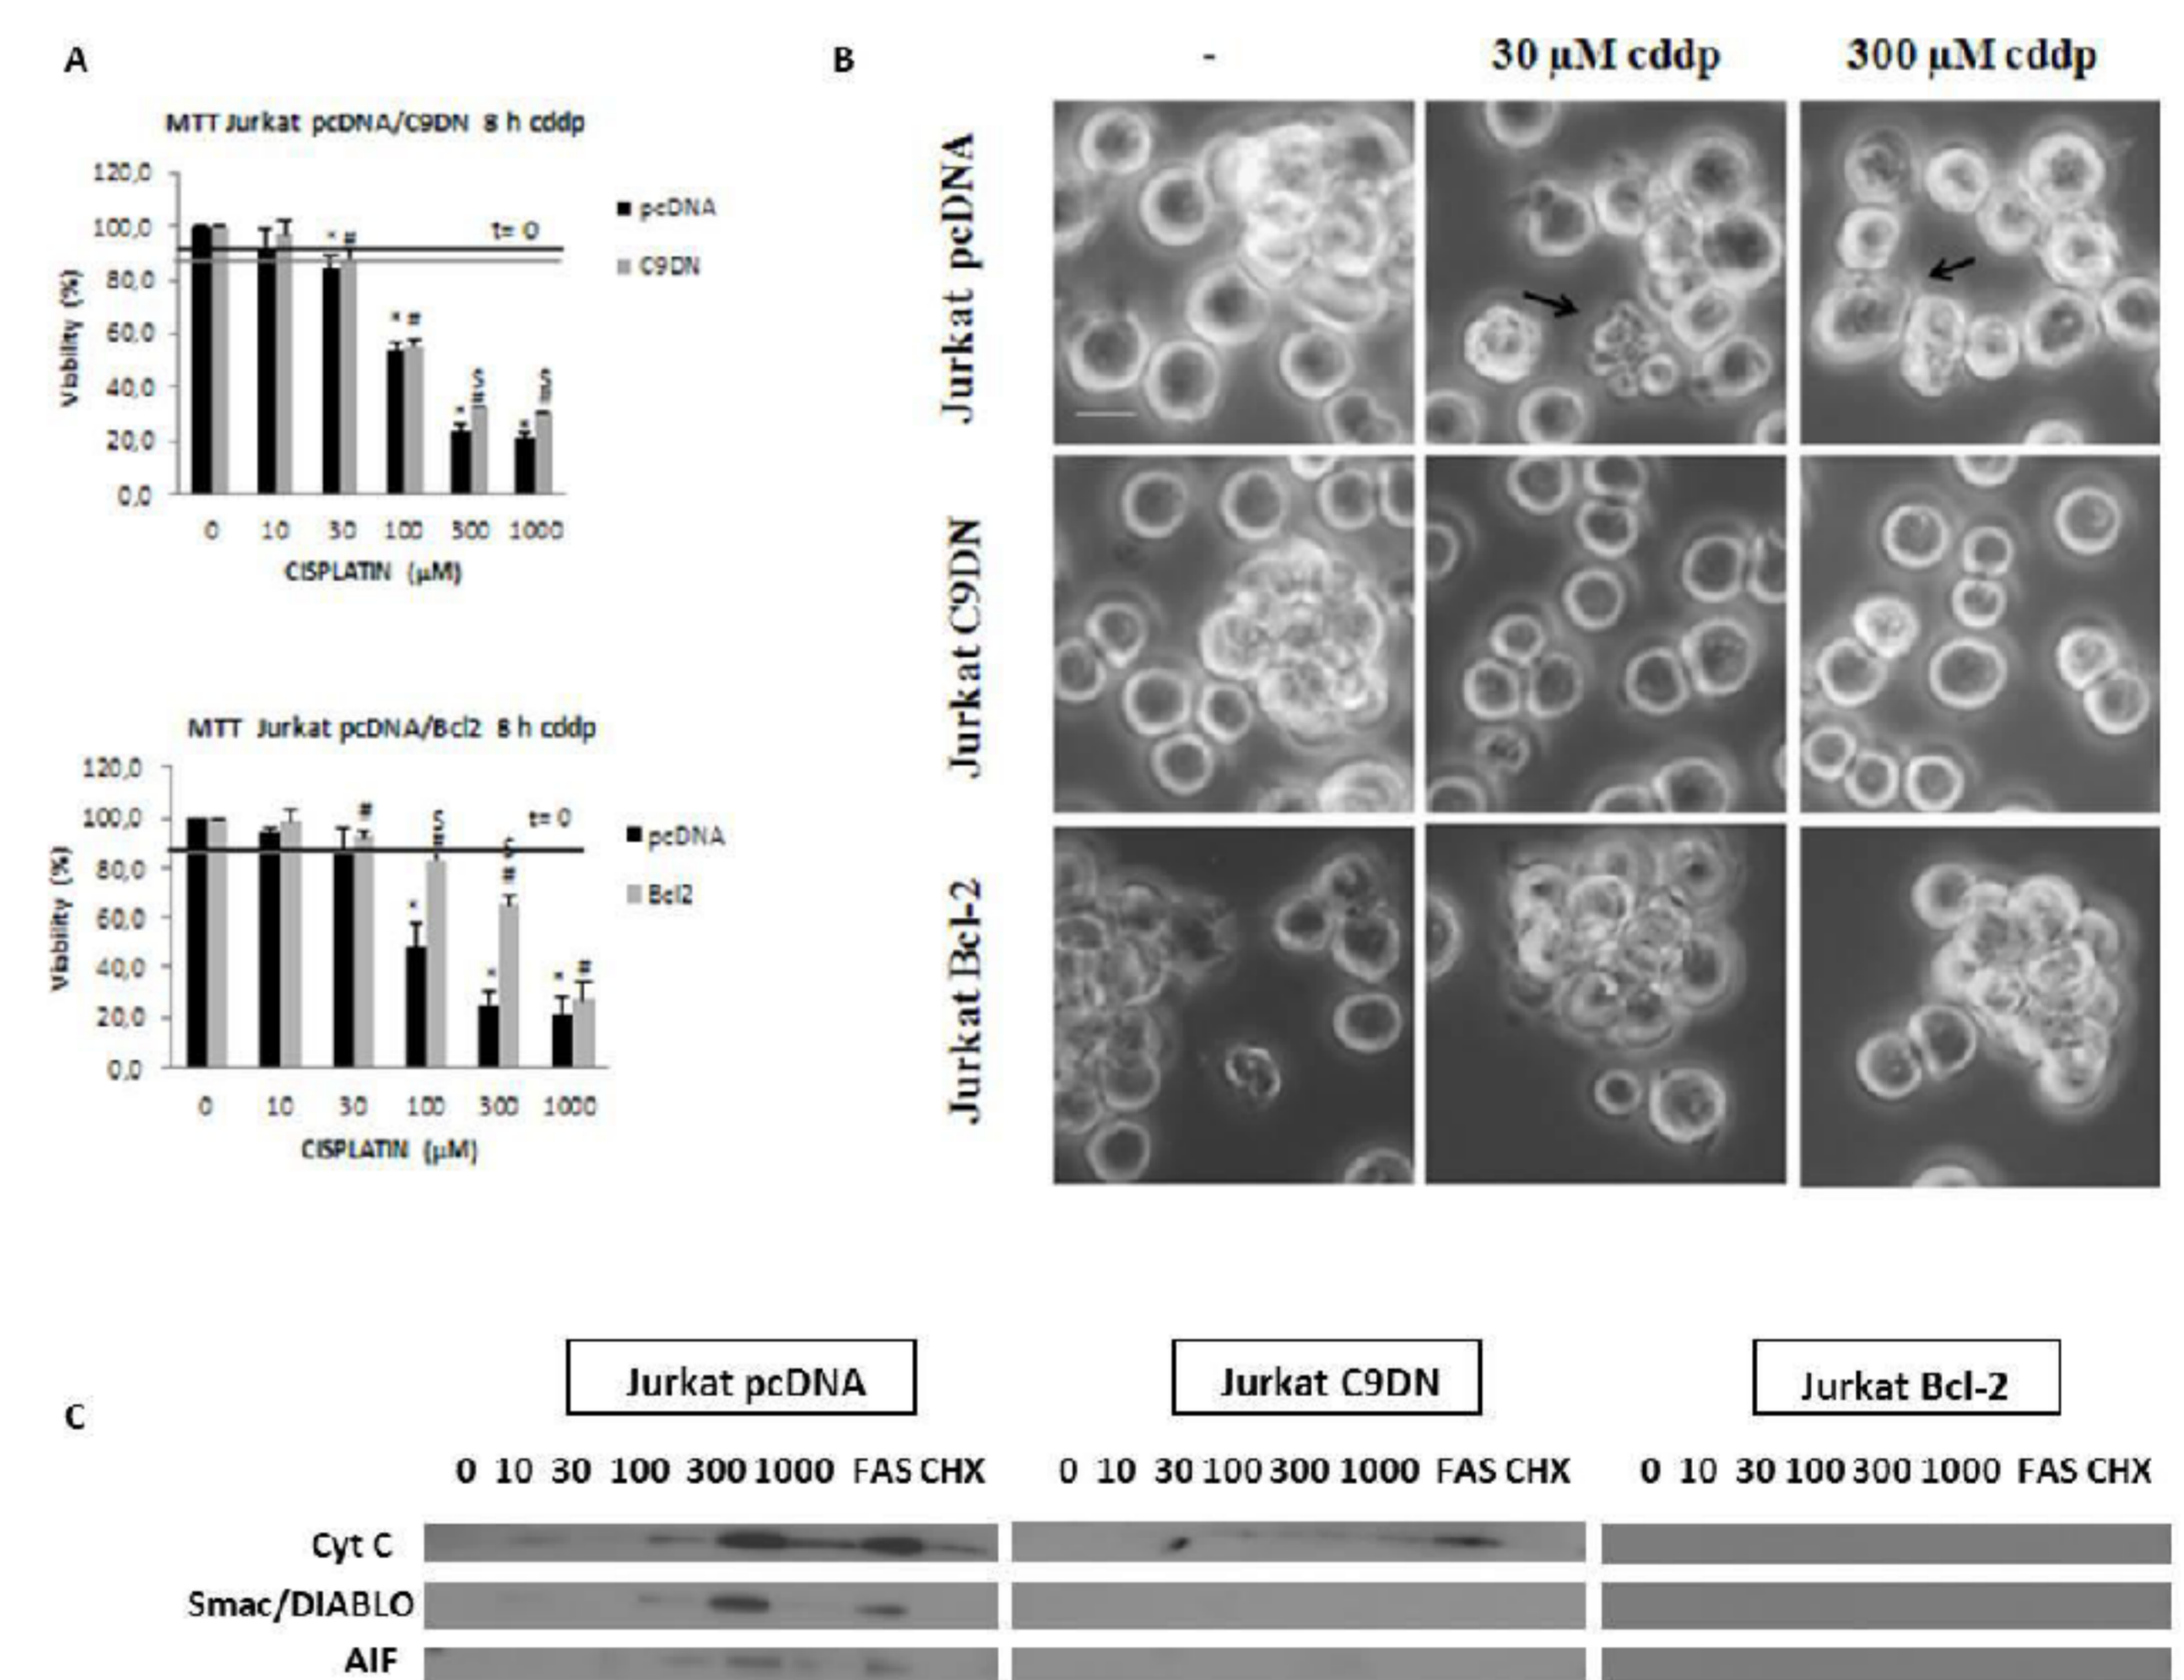 A
MTT Jurkat pcDNA/C9DN 8 h cddp
120,0
100,0
80,0
60,0
40,0
20,0
0,0
Viability (%)
t= 0
* #
* #
*
#$
*
#$
pcDNA
C9DN
0 10 30 100 300 1000
CISPLATIN (µM)
MTT Jurkat pcDNA/Bcl2 8 h cddp
120,0
100,0
80,0
60,0
40,0
20,0
0,0
Viability (%)
t= 0
#
*
#$
*
#$
* #
pcDNA
Bcl2
0 10 30 100 300 1000
CISPLATIN (µM)
B
- 30 µM cddp 300 µM cddp
Jurkat pcDNA
Jurkat C9DN
Jurkat Bcl-2
C
Jurkat pcDNA Jurkat C9DN Jurkat Bcl-2
0 10 30 100 300 1000 FAS CHX 0 10 30 100 300 1000 FAS CHX 0 10 30 100 300 1000 FAS CHX
Cyt C
Smac/DIABLO
AIF